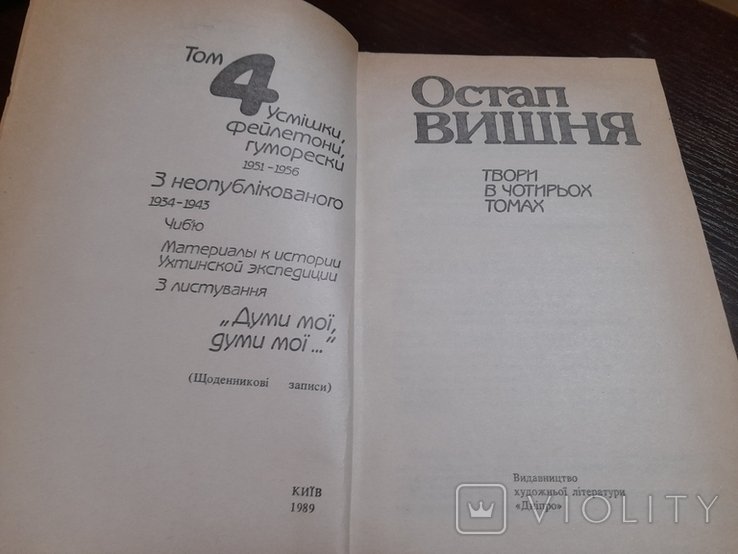 Том 4
Усмішки,
фейлетони,
гуморески
1951–1956
З неопублікованого
1934–1943
Чиб'ю
Материалы к истории
Ухтинской экспедиции
З листування
„Думи мої,
думи мої..."
(Щоденникові записи)
КИЇВ
1989
Остап
ВИШНЯ
ТВОРИ
В ЧОТИРЬОХ
ТОМАХ
Видавництво
художньої літератури
«Дніпро»
VIOLITY